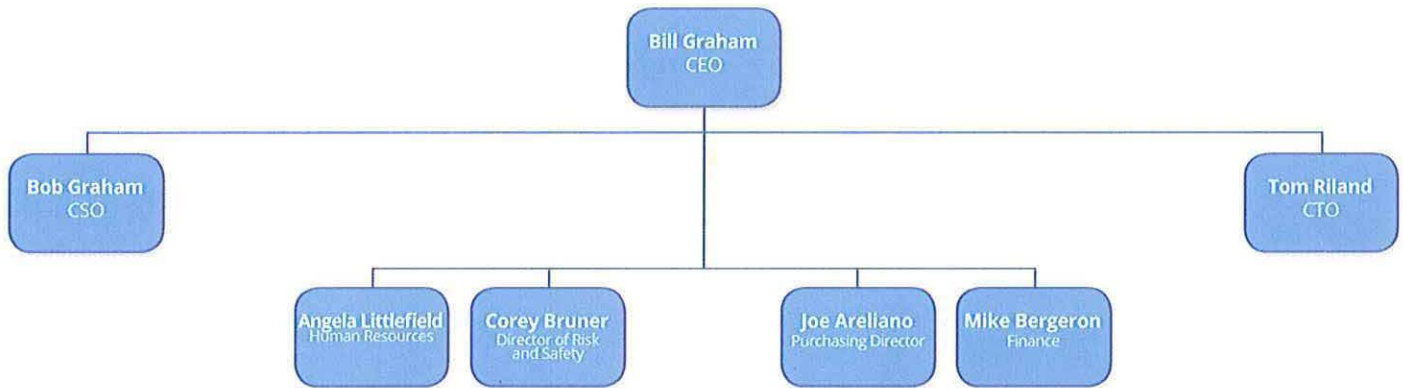 Bill Graham
CEO
Bob Graham
CSO
Tom Riland
CTO
Angela Littlefield
Human Resources
Corey Bruner
Director of Risk
and Safety
Joe Areliano
Purchasing Director
Mike Bergeron
Finance